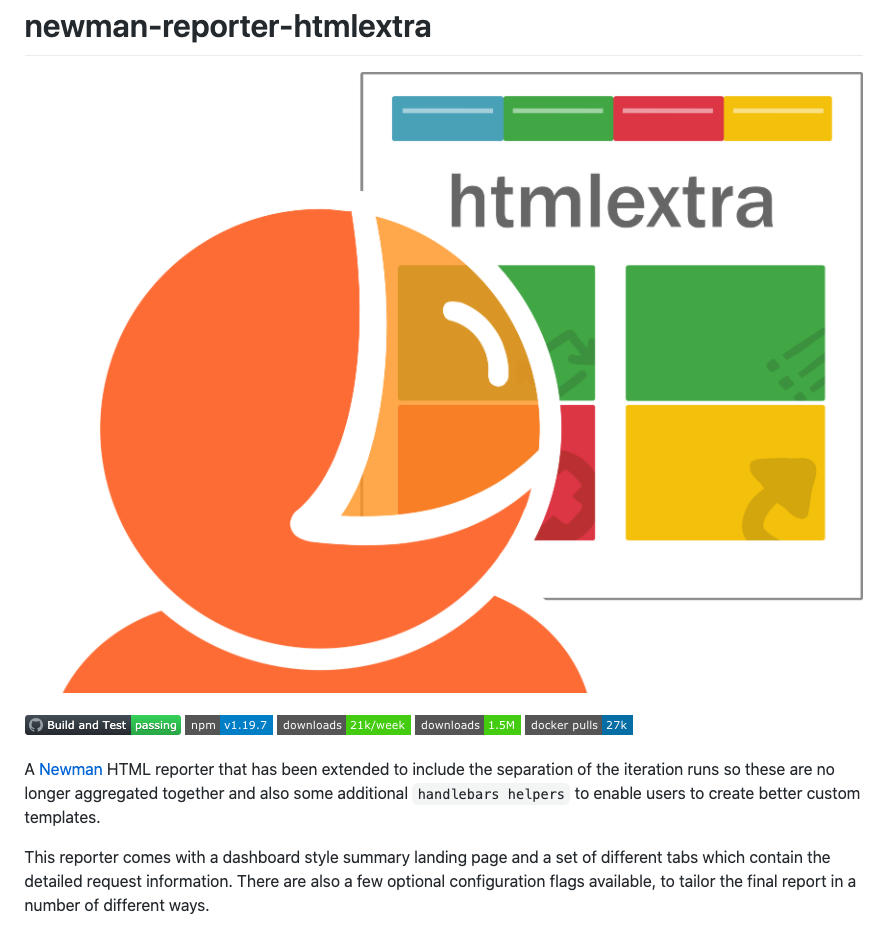 newman-reporter-htmlextra
htmlextra
Build and Test passing npm v1.19.7 downloads 21k/week downloads 1.5M docker pulls 27k
A Newman HTML reporter that has been extended to include the separation of the iteration runs so these are no
longer aggregated together and also some additional handlebars helpers to enable users to create better custom
templates.
This reporter comes with a dashboard style summary landing page and a set of different tabs which contain the
detailed request information. There are also a few optional configuration flags available, to tailor the final report in a
number of different ways.